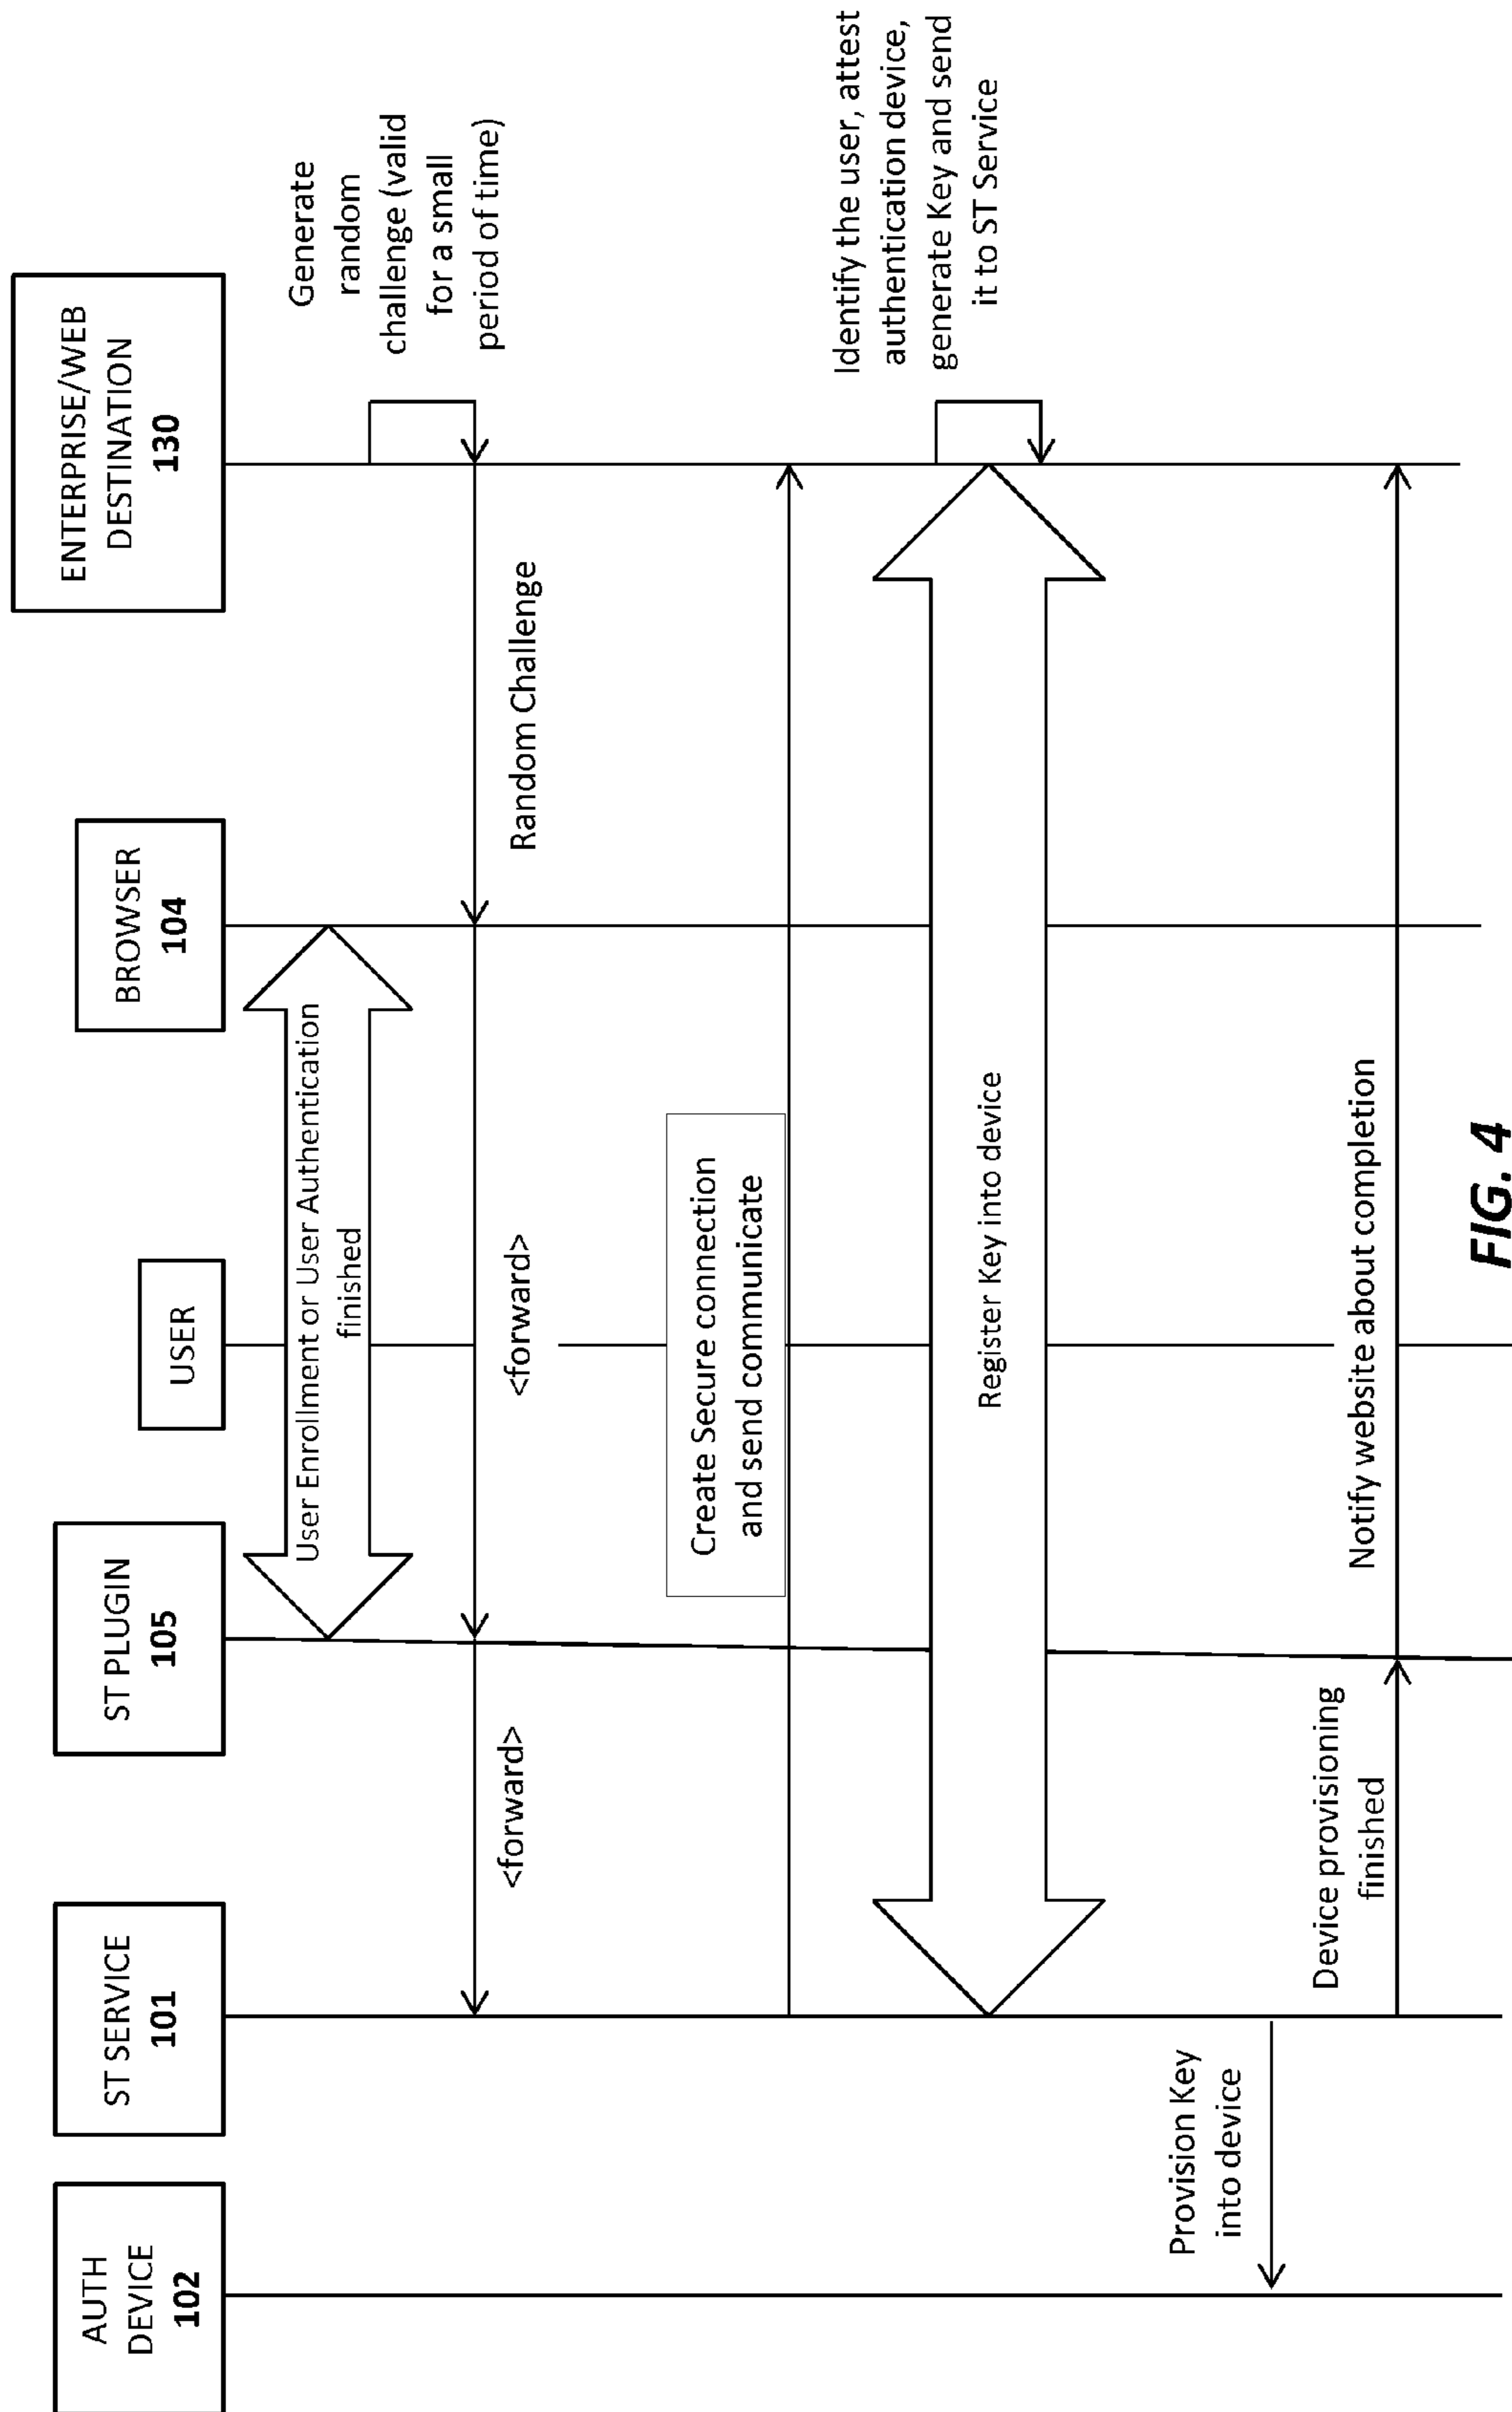 AUTH
DEVICE
102
ST SERVICE
101
ST PLUGIN
105
USER
BROWSER
104
ENTERPRISE/WEB
DESTINATION
130
User Enrollment or User Authentication
finished
Generate
random
challenge (valid
for a small
period of time)
<forward>
<forward>
Random Challenge
Create Secure connection
and send communicate
Identify the user, attest
authentication device,
generate Key and send
it to ST Service
Register Key into device
Provision Key
into device
Device provisioning
finished
Notify website about completion
FIG. 4